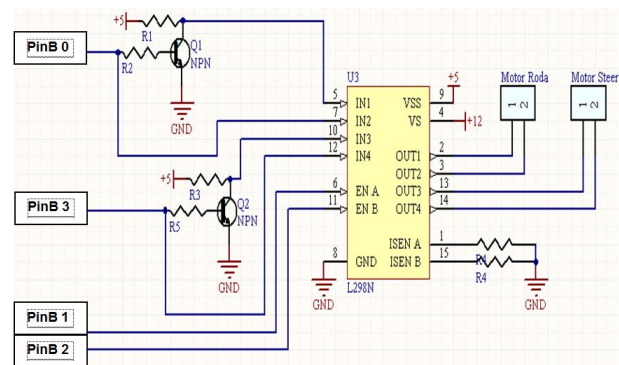 +5
R1
PinB 0
Q1
R2
NPN
GND
U3
+5
Motor Roda
Motor Steer
5
IN1
VSS
9
1
2
1
2
7
IN2
VS
4
+12
10
IN3
12
IN4
OUT1
2
OUT2
3
+5
R3
6
EN A
OUT3
13
PinB 3
Q2
11
EN B
OUT4
14
R5
NPN
ISEN A
1
8
GND
ISEN B
15
R4
R4
GND
GND
L298N
GND
PinB 1
PinB 2